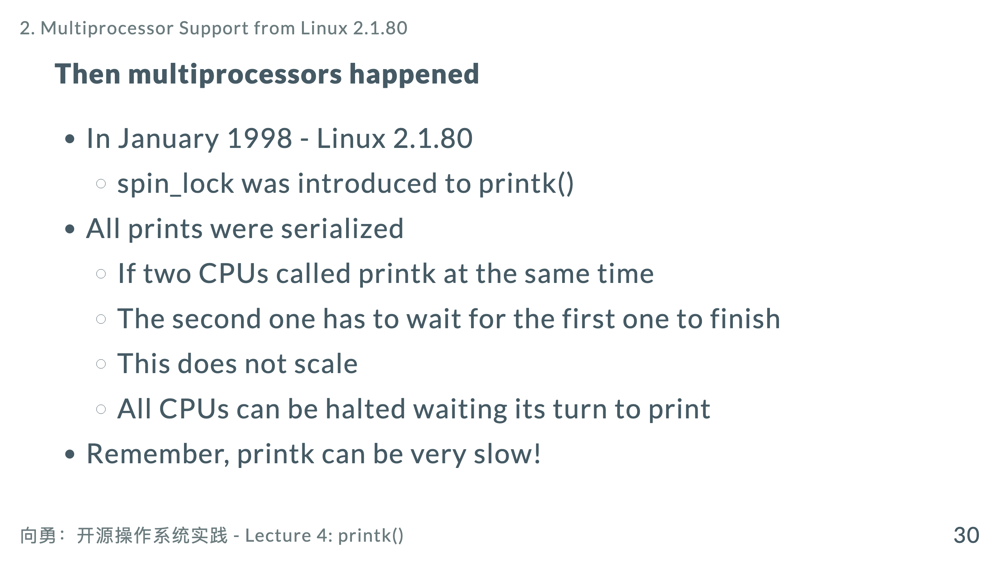 2. Multiprocessor Support from Linux 2.1.80
Then multiprocessors happened
• In January 1998 - Linux 2.1.80
○ spin_lock was introduced to printk()
• All prints were serialized
○ If two CPUs called printk at the same time
○ The second one has to wait for the first one to finish
○ This does not scale
○ All CPUs can be halted waiting its turn to print
• Remember, printk can be very slow!
向勇：开源操作系统实践 - Lecture 4: printk()
30